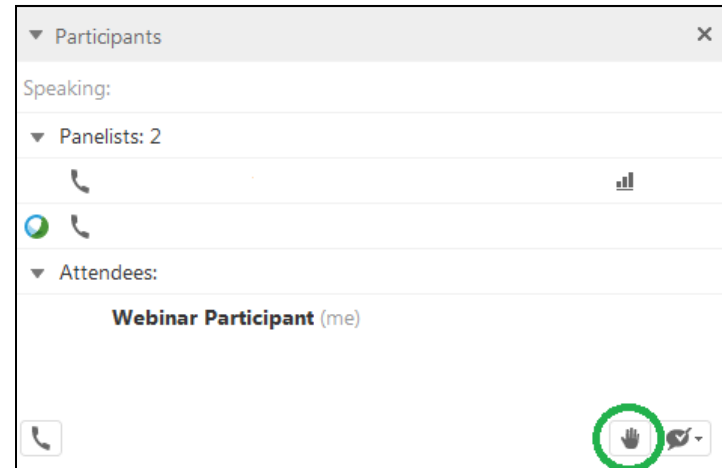 Participants
Speaking:
Panelists: 2
Attendees:
Webinar Participant (me)